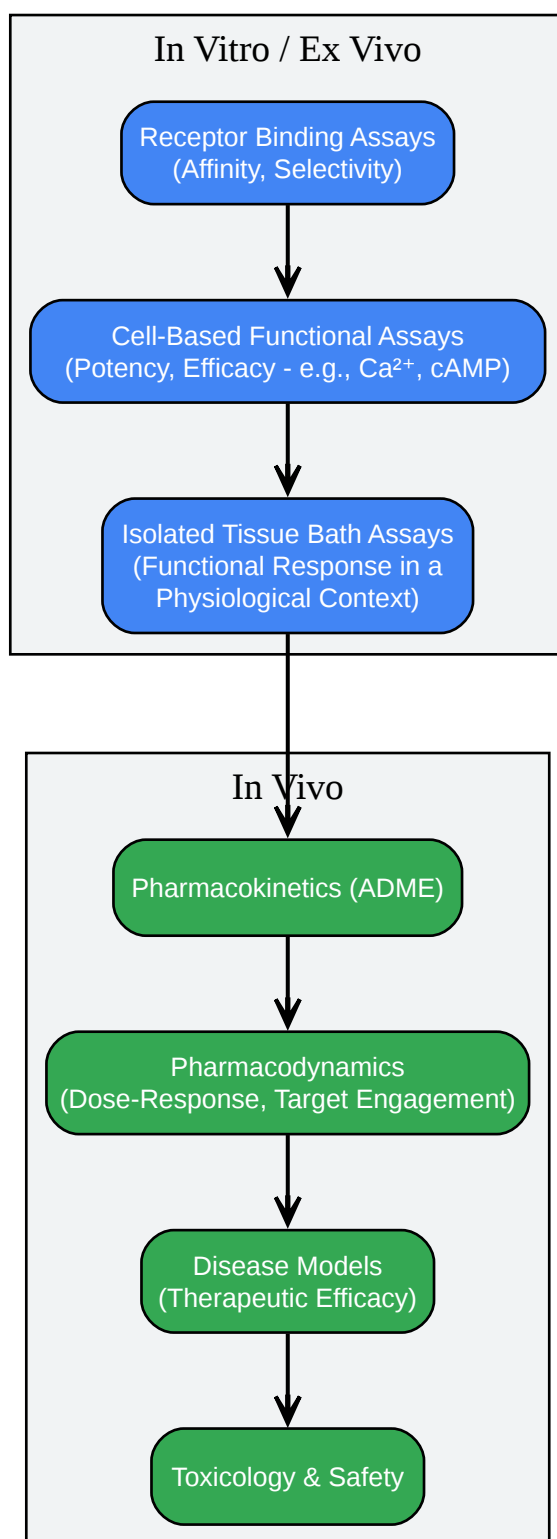 In Vitro / Ex Vivo
Receptor Binding Assays
(Affinity, Selectivity)
Cell-Based Functional Assays
(Potency, Efficacy - e.g., Ca²⁺, cAMP)
Isolated Tissue Bath Assays
(Functional Response in a
Physiological Context)
In Vivo
Pharmacokinetics (ADME)
Pharmacodynamics
(Dose-Response, Target Engagement)
Disease Models
(Therapeutic Efficacy)
Toxicology & Safety